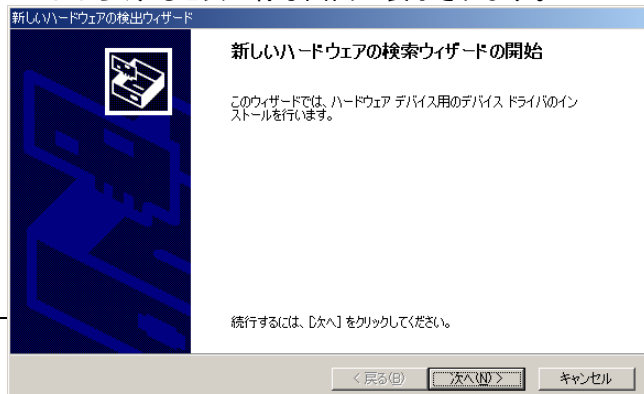 新しいハードウェアの検出ウィザード
新しいハードウェアの検索ウィザードの開始
このウィザードでは、ハードウェア デバイス用のデバイス ドライバのイン
ストールを行います。
続行するには、[次へ] をクリックしてください。
< 戻る(B)
次へ(N) >
キャンセル